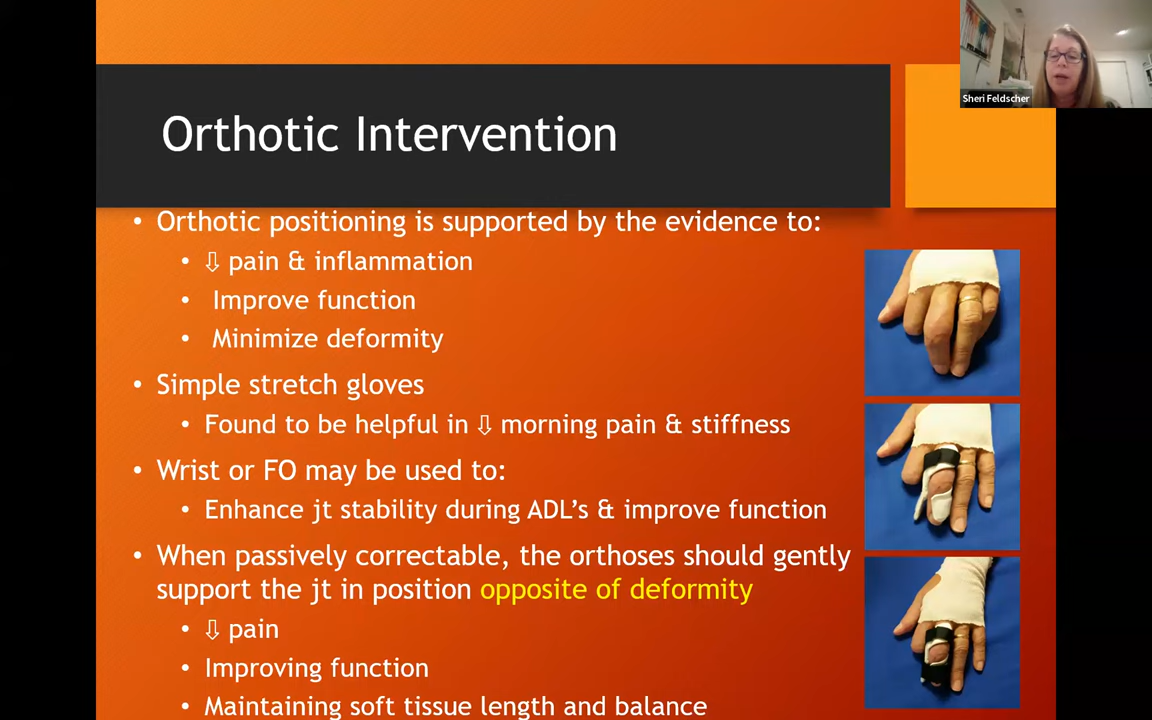 Sheri Feldscher
Orthotic Intervention
• Orthotic positioning is supported by the evidence to:
• ⇩ pain & inflammation
• Improve function
• Minimize deformity
• Simple stretch gloves
• Found to be helpful in ⇩ morning pain & stiffness
• Wrist or FO may be used to:
• Enhance jt stability during ADL's & improve function
• When passively correctable, the orthoses should gently
support the jt in position opposite of deformity
• ⇩ pain
• Improving function
• Maintaining soft tissue length and balance